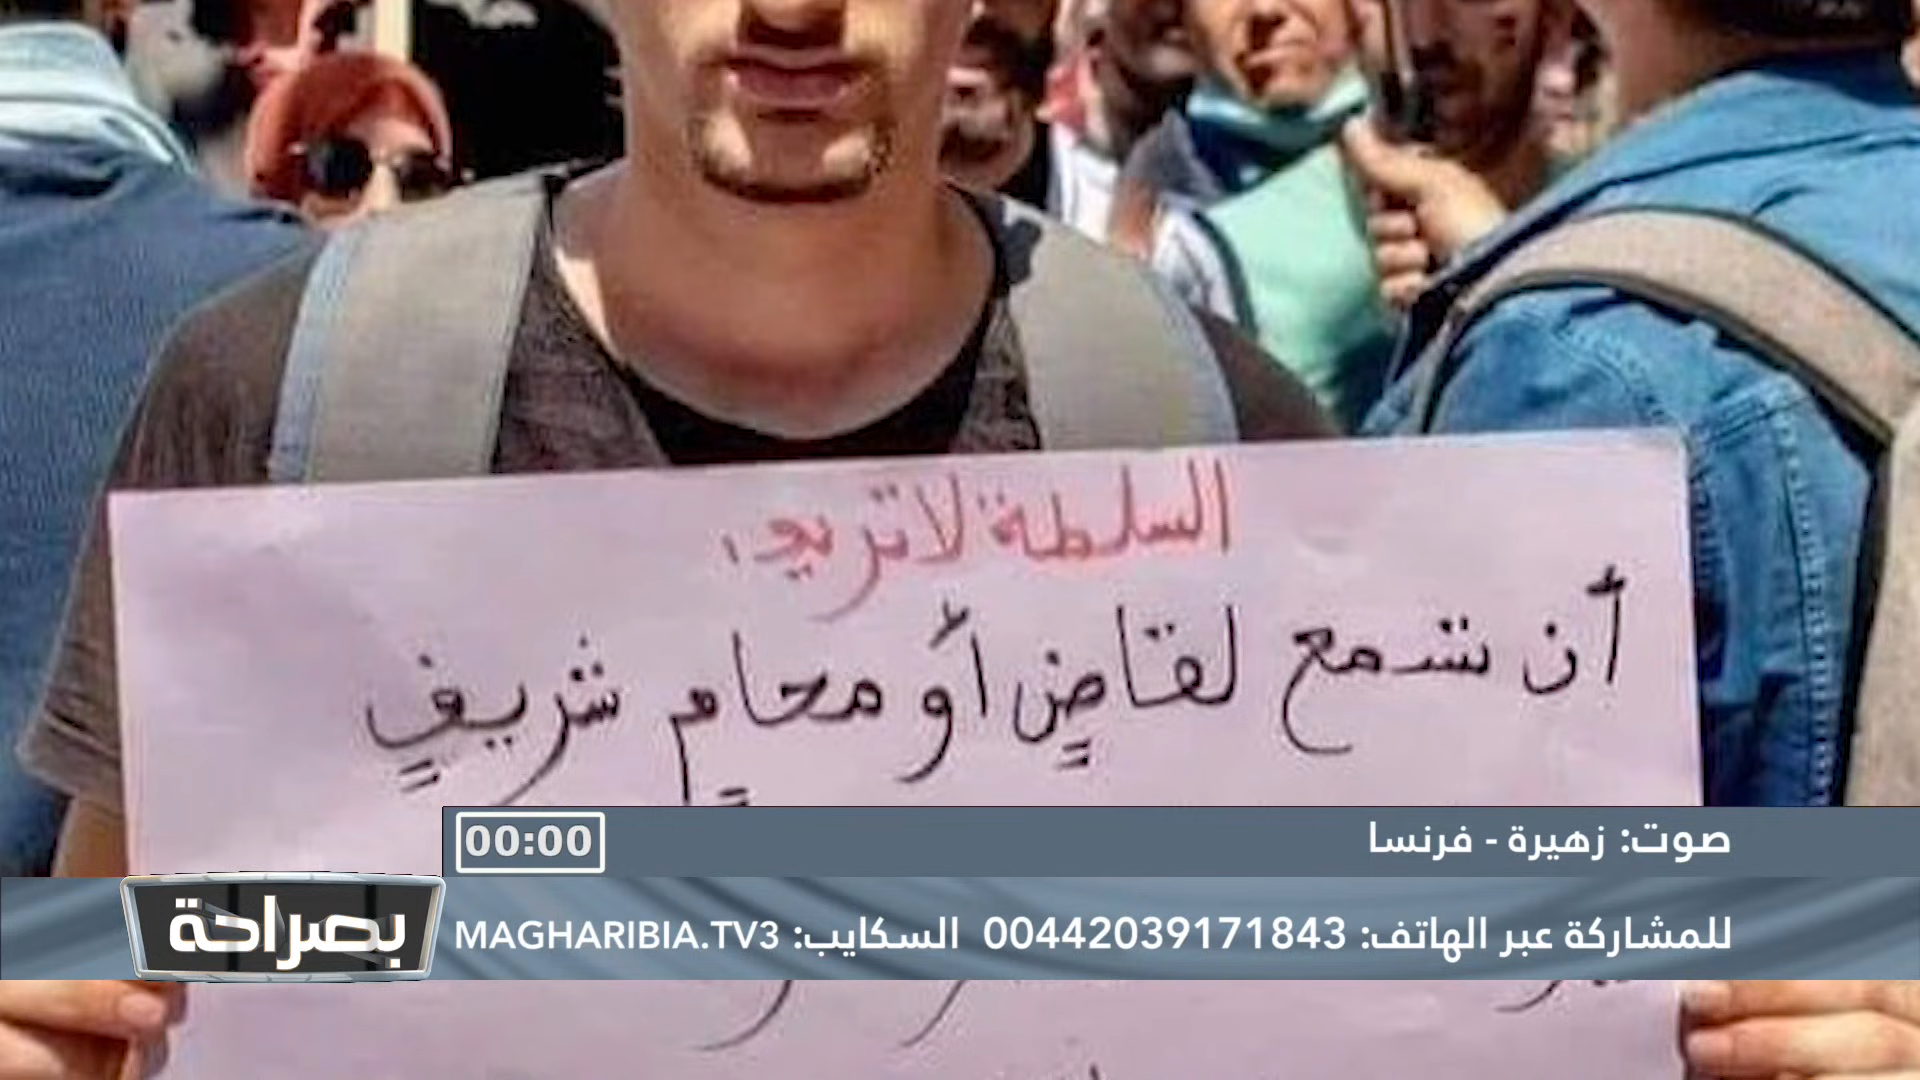 السلطة لا تريد:
أن تسمع لقاضٍ أو محامٍ شريفٍ
صوت: زهيرة - فرنسا
00:00
للمشاركة عبر الهاتف: 00442039171843 السكايب: MAGHARIBIA.TV3
بصراحة